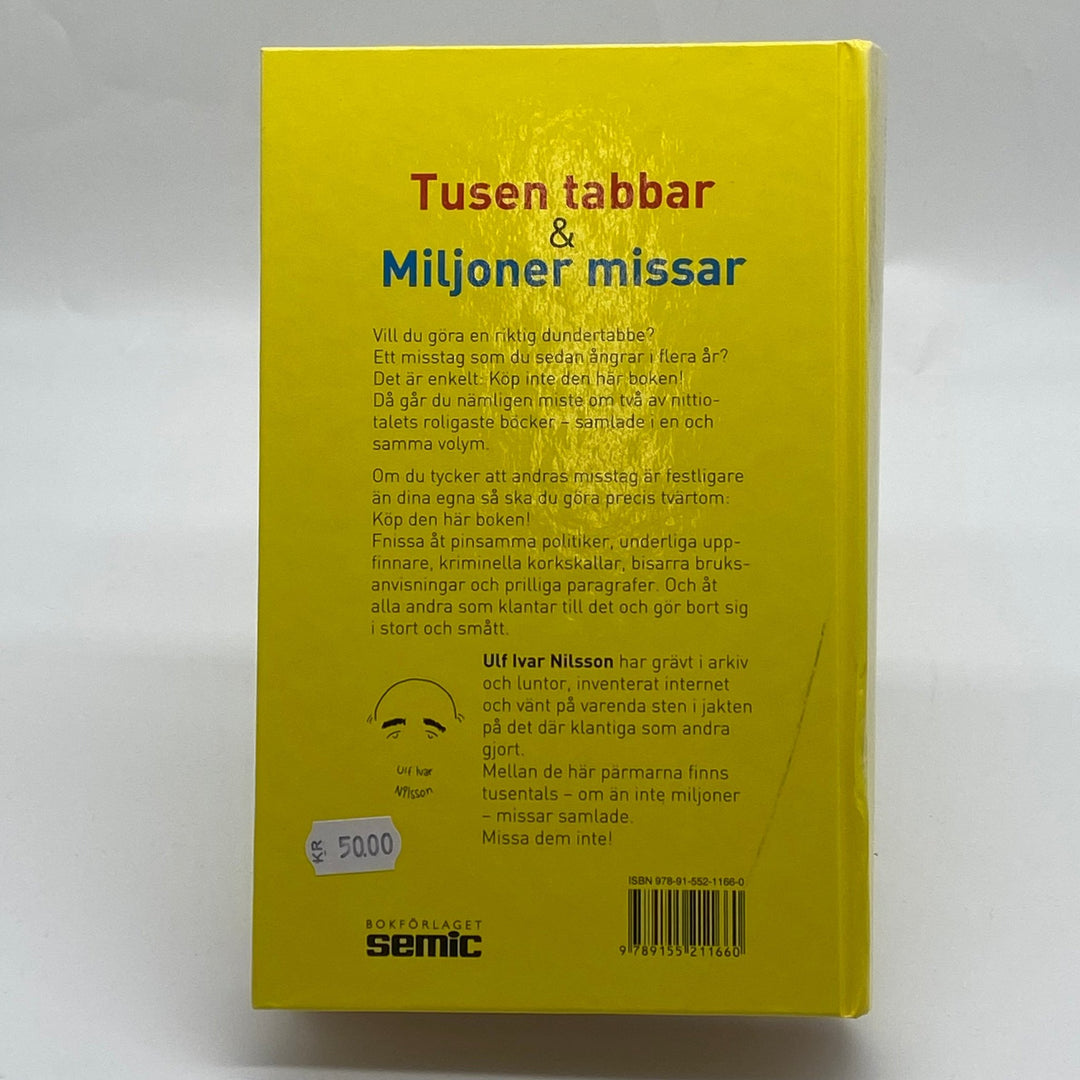 Tusen tabbar
&
Miljoner missar
Vill du göra en riktig dundertabbe?
Ett misstag som du sedan ångrar i flera år?
Det är enkelt: Köp inte den här boken!
Då går du nämligen miste om två av nittio-
talets roligaste böcker – samlade i en och
samma volym.
Om du tycker att andras misstag är festligare
än dina egna så ska du göra precis tvärtom:
Köp den här boken!
Fnissa åt pinsamma politiker, underliga upp-
finnare, kriminella korkskallar, bisarra bruks-
anvisningar och prilliga paragrafer. Och åt
alla andra som klantar till det och gör bort sig
i stort och smått.
Ulf Ivar Nilsson har grävt i arkiv
och luntor, inventerat internet
och vänt på varenda sten i jakten
på det där klantiga som andra
gjort.
Mellan de här pärmarna finns
tusentals – om än inte miljoner
– missar samlade.
Missa dem inte!
Ulf Ivar
Nilsson
KR 50.00
BOKFÖRLAGET
semic
ISBN 978-91-552-1166-0
9 789155 211660